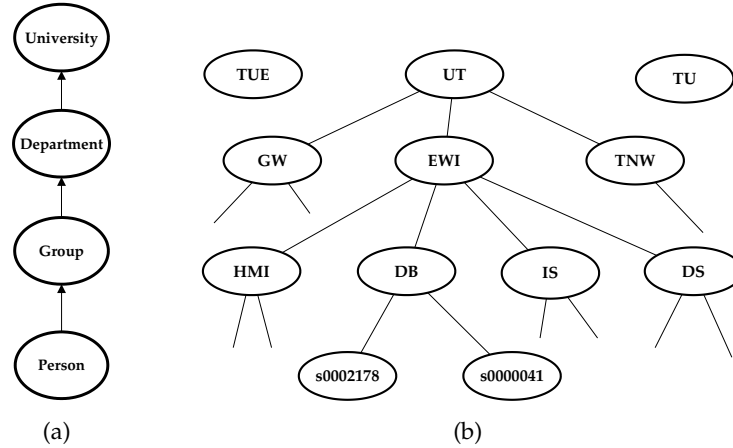 University
Department
Group
Person
(a)
TUE
UT
TU
GW
EWI
TNW
HMI
DB
IS
DS
s0002178
s0000041
(b)